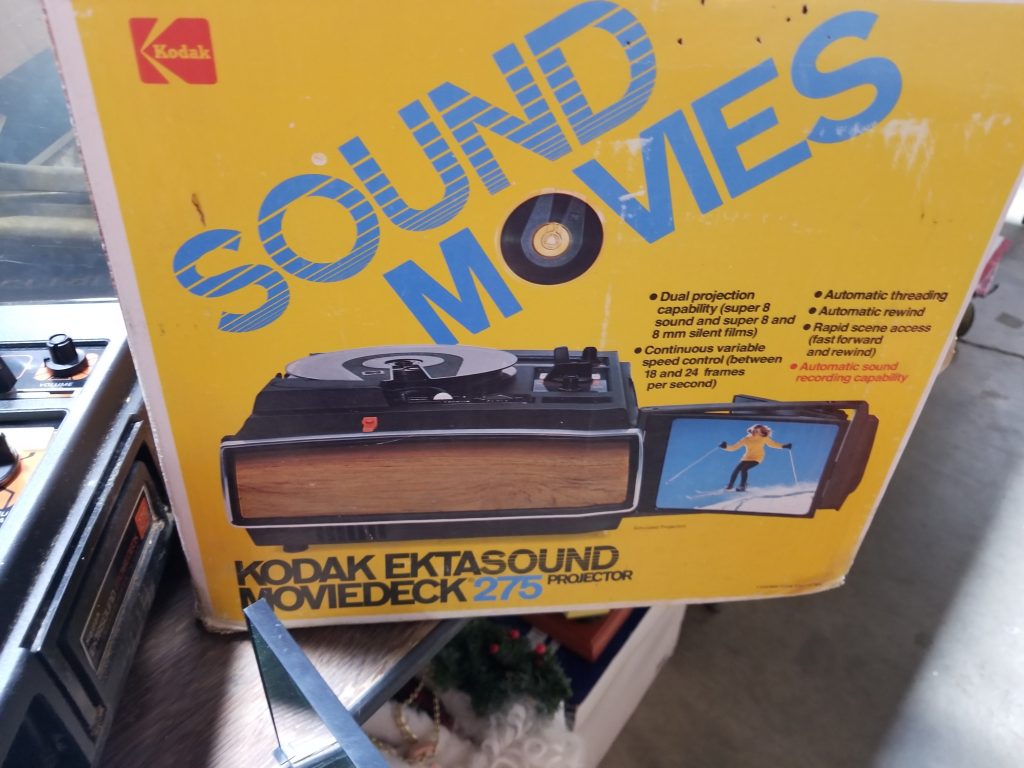 Kodak
SOUND
MOVIES
• Dual projection
capability (super 8
sound and super 8 and
8 mm silent films)
• Continuous variable
speed control (between
18 and 24 frames
per second)
• Automatic threading
• Automatic rewind
• Rapid scene access
(fast forward
and rewind)
• Automatic sound
recording capability
Simulated Projection
KODAK EKTASOUND
MOVIEDECK 275 PROJECTOR
VOLUME